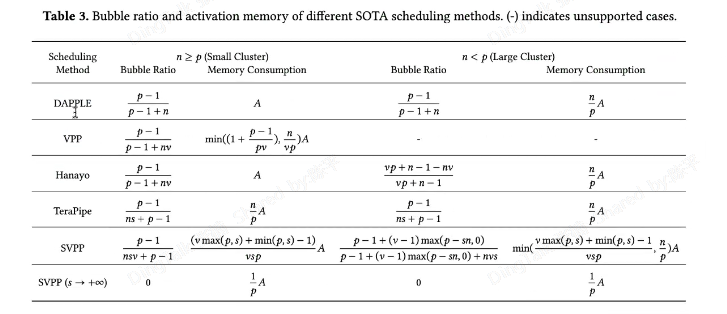 Table 3. Bubble ratio and activation memory of different SOTA scheduling methods. (-) indicates unsupported cases.
Scheduling Method | n ≥ p (Small Cluster) Bubble Ratio | n ≥ p (Small Cluster) Memory Consumption | n < p (Large Cluster) Bubble Ratio | n < p (Large Cluster) Memory Consumption
DAPPLE | \frac{p-1}{p-1+n} | A | \frac{p-1}{p-1+n} | \frac{n}{p}A
VPP | \frac{p-1}{p-1+nv} | min((1 + \frac{p-1}{pv}), \frac{n}{vp})A | - | -
Hanayo | \frac{p-1}{p-1+nv} | A | \frac{vp+n-1-nv}{vp+n-1} | \frac{n}{p}A
TeraPipe | \frac{p-1}{ns+p-1} | \frac{n}{p}A | \frac{p-1}{ns+p-1} | \frac{n}{p}A
SVPP | \frac{p-1}{nsv+p-1} | \frac{(v max(p,s) + min(p,s) - 1)}{vsp}A | \frac{p-1+(v-1) max(p-sn,0)}{p-1+(v-1) max(p-sn,0)+nvs} | min(\frac{v max(p,s) + min(p,s) - 1}{vsp}, \frac{n}{p})A
SVPP (s → +∞) | 0 | \frac{1}{p}A | 0 | \frac{1}{p}A